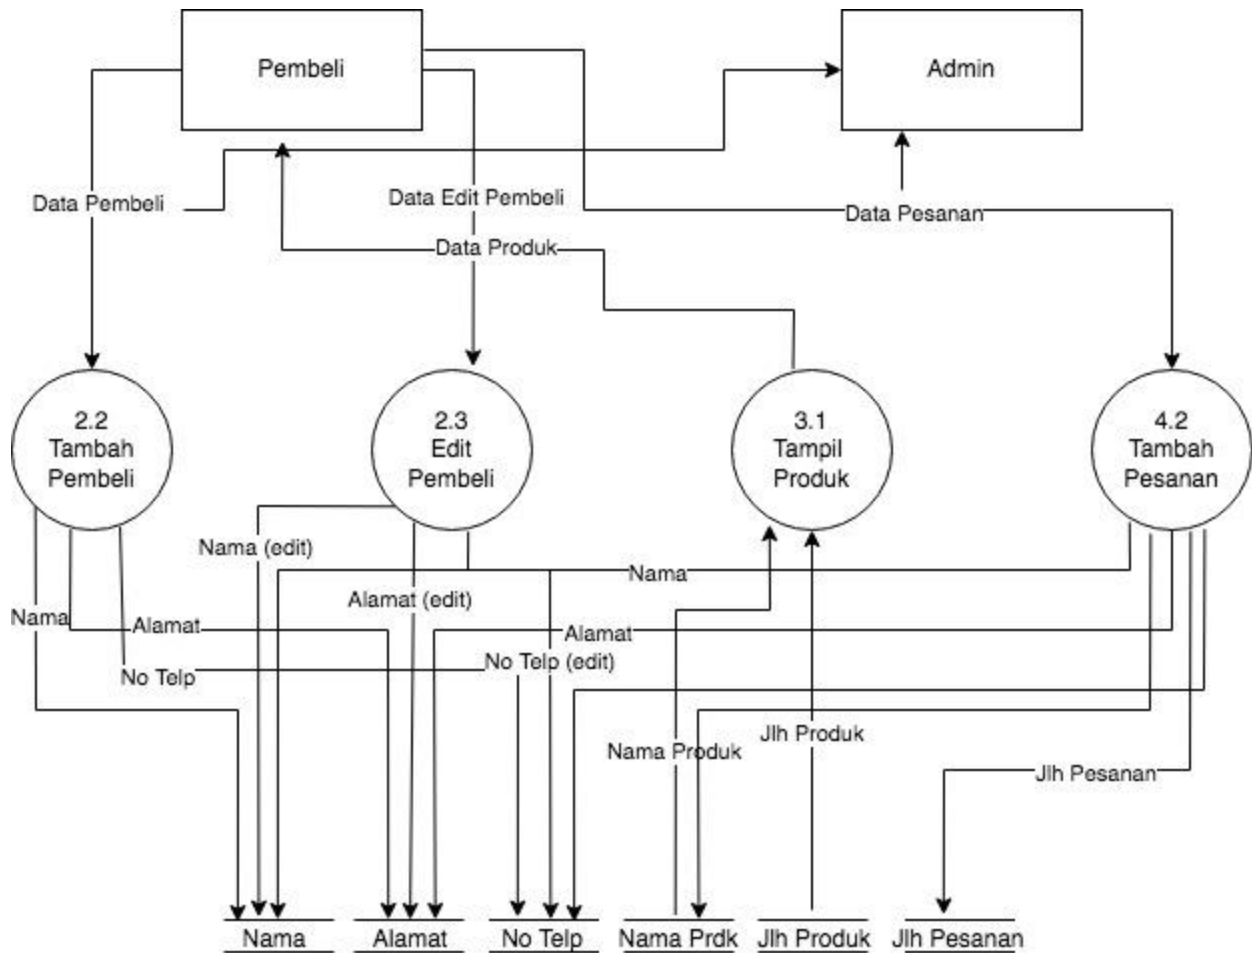 Pembeli
Admin
Data Pembeli
Data Edit Pembeli
Data Pesanan
Data Produk
2.2
Tambah
Pembeli
2.3
Edit
Pembeli
3.1
Tampil
Produk
4.2
Tambah
Pesanan
Nama (edit)
Nama
Alamat (edit)
Nama
Alamat
Alamat
No Telp (edit)
No Telp
Jlh Produk
Nama Produk
Jlh Pesanan
Nama
Alamat
No Telp
Nama Prdk
Jlh Produk
Jlh Pesanan